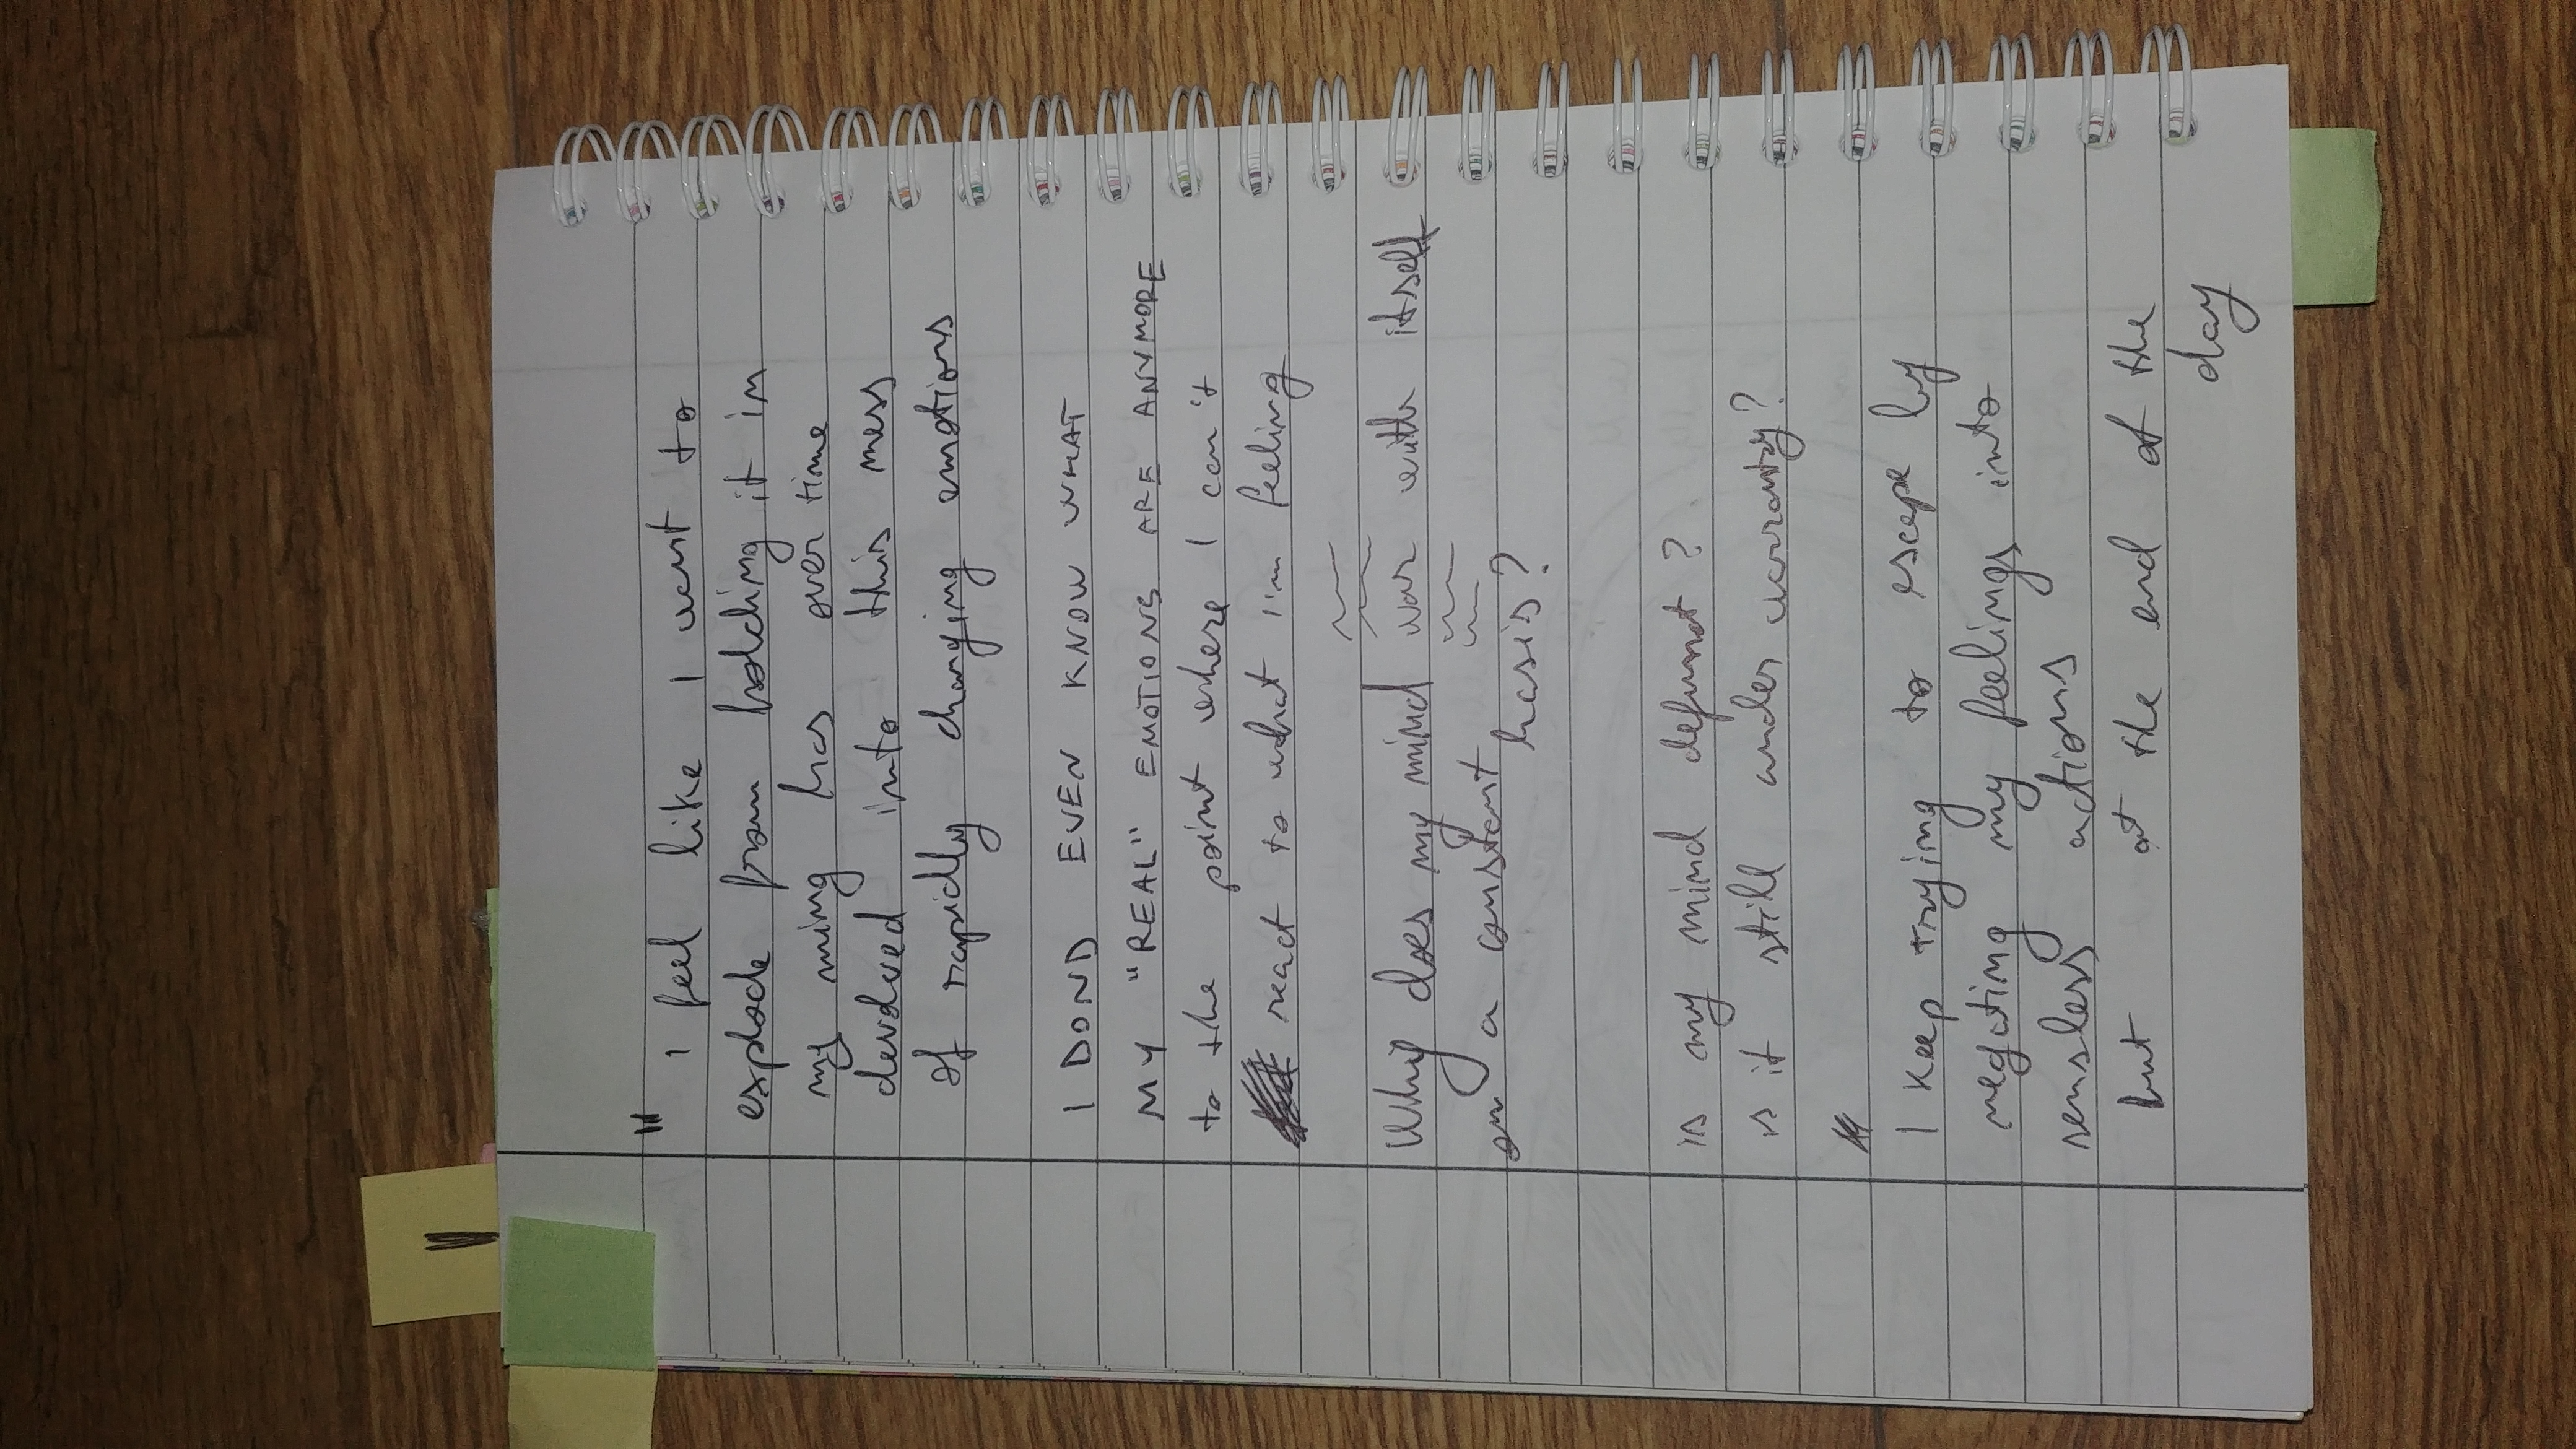 " I feel like I want to
explode from holding it in
my ming has over time
devolved into this mess
of rapidly changing emotions
I DOND EVEN KNOW WHAT
MY "REAL" EMOTIONS ARE ANYMORE
to the point where I can't
react to what I'm feeling
Why does my mind war with itself
on a constant
basis?
is my mind defunct?
is it still under warranty?
"
I keep trying to escape by
negating my feelings into
sensless actions
but at the end of the
day